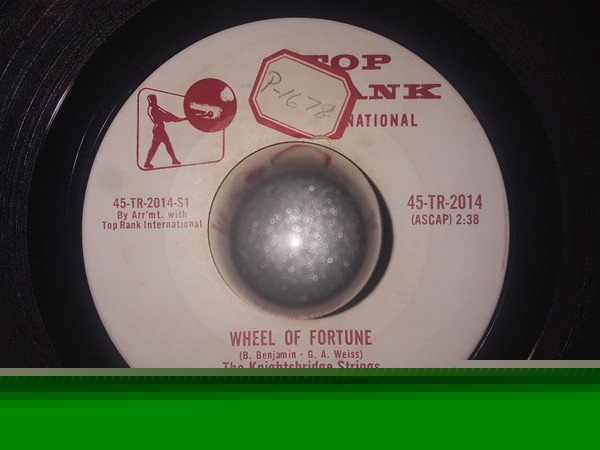 TOP
RANK
NATIONAL
P-1678
45-TR-2014-S1
By Arr'mt. with
Top Rank International
45-TR-2014
(ASCAP) 2:38
WHEEL OF FORTUNE
(B. Benjamin - G. A. Weiss)
The Knightsbridge Strings